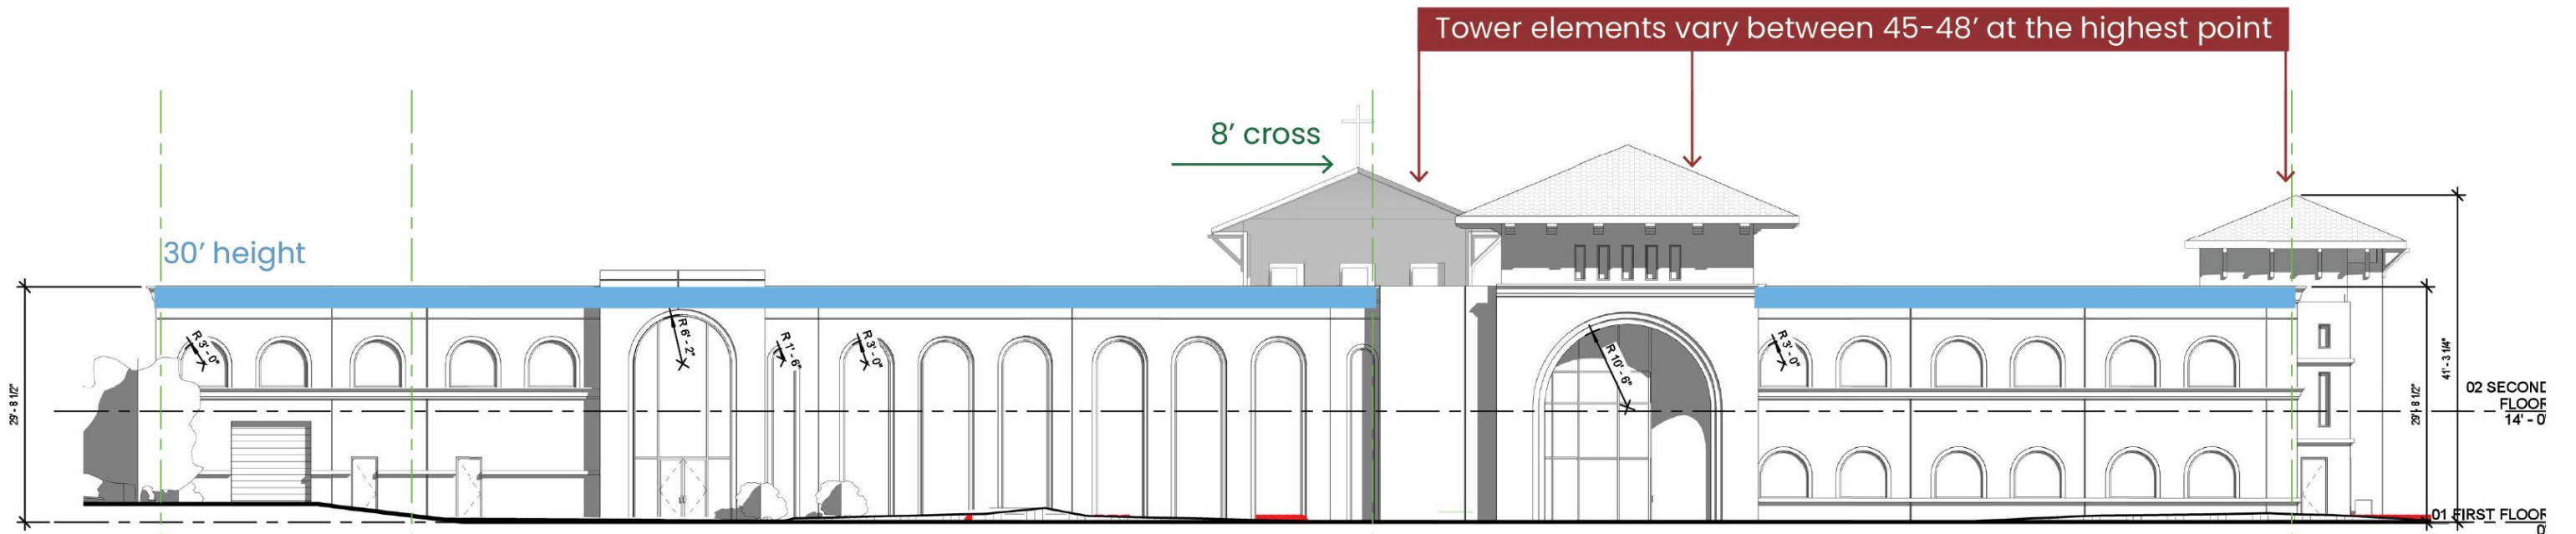 Tower elements vary between 45-48’ at the highest point
8’ cross
30’ height
R 3' - 0"
R 6' - 2"
R 1' - 6"
R 3' - 0"
R 10' - 6"
R 3' - 0"
29' - 8 1/2"
29' - 8 1/2"
41' - 3 1/4"
02 SECOND
FLOOR
14' - 0
01 FIRST FLOOR
0